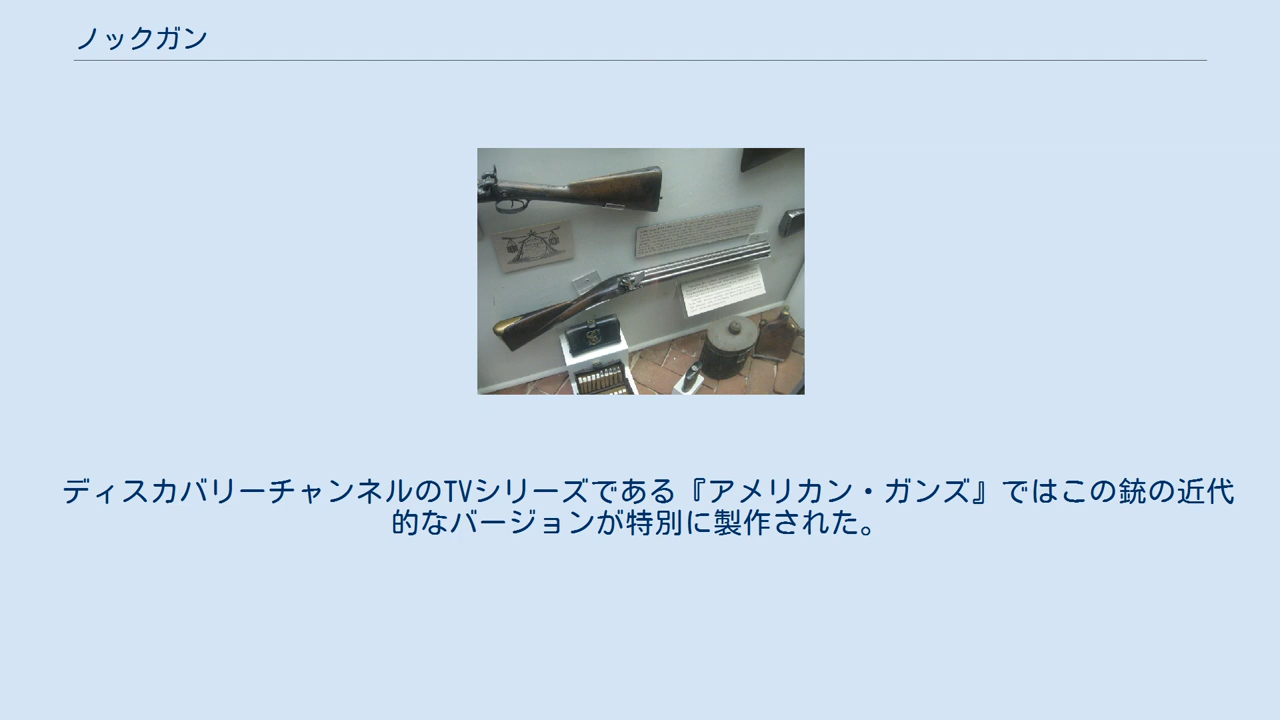 ノックガン
ディスカバリーチャンネルのTVシリーズである『アメリカン・ガンズ』ではこの銃の近代
的なバージョンが特別に製作された。